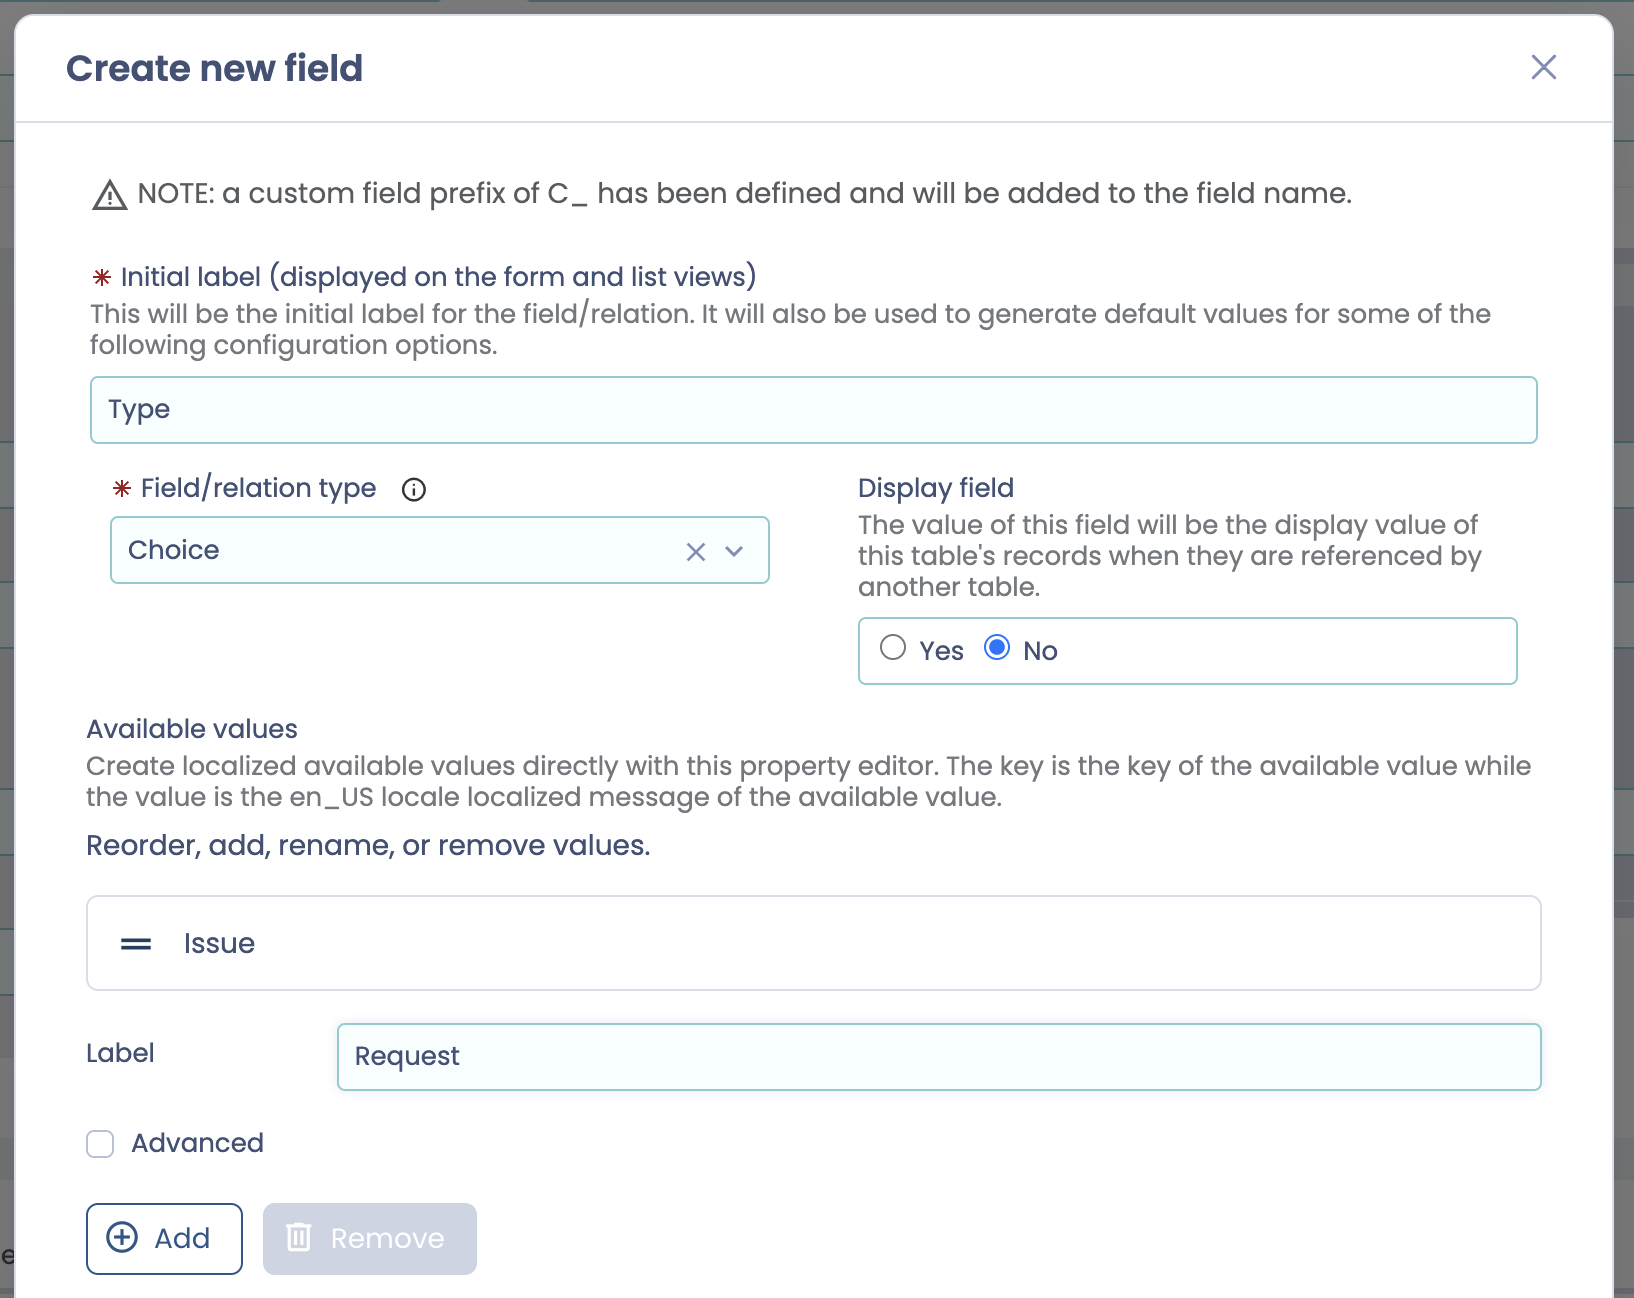 Create new field
NOTE: a custom field prefix of C_ has been defined and will be added to the field name.
* Initial label (displayed on the form and list views)
This will be the initial label for the field/relation. It will also be used to generate default values for some of the
following configuration options.
Type
* Field/relation type
Choice
Display field
The value of this field will be the display value of
this table's records when they are referenced by
another table.
Yes No
Available values
Create localized available values directly with this property editor. The key is the key of the available value while
the value is the en_US locale localized message of the available value.
Reorder, add, rename, or remove values.
Issue
Label
Request
Advanced
Add
Remove